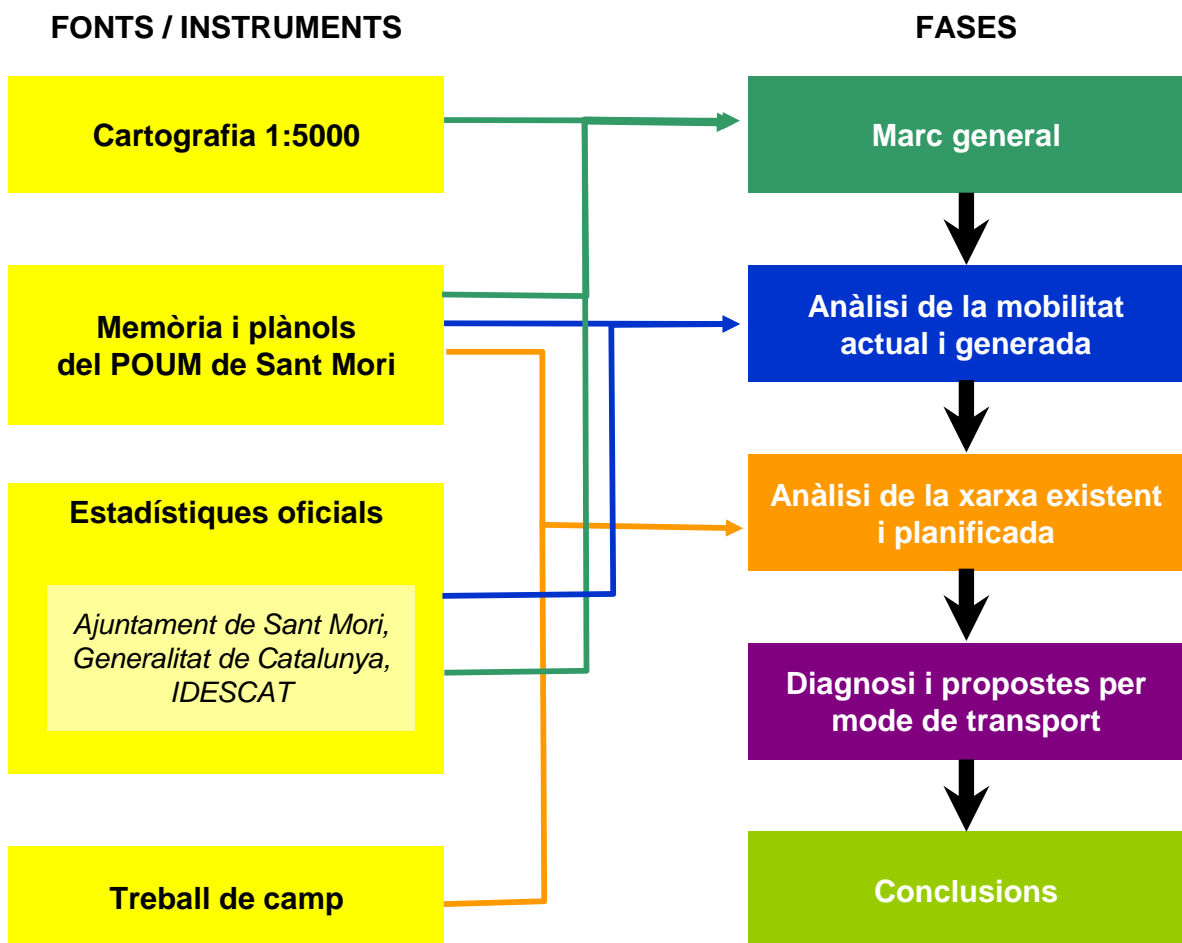 FONTS / INSTRUMENTS
Cartografia 1:5000
Memòria i plànols
del POUM de Sant Mori
Estadístiques oficials
Ajuntament de Sant Mori,
Generalitat de Catalunya,
IDESCAT
Treball de camp
FASES
Marc general
Anàlisi de la mobilitat
actual i generada
Anàlisi de la xarxa existent
i planificada
Diagnosi i propostes per
mode de transport
Conclusions